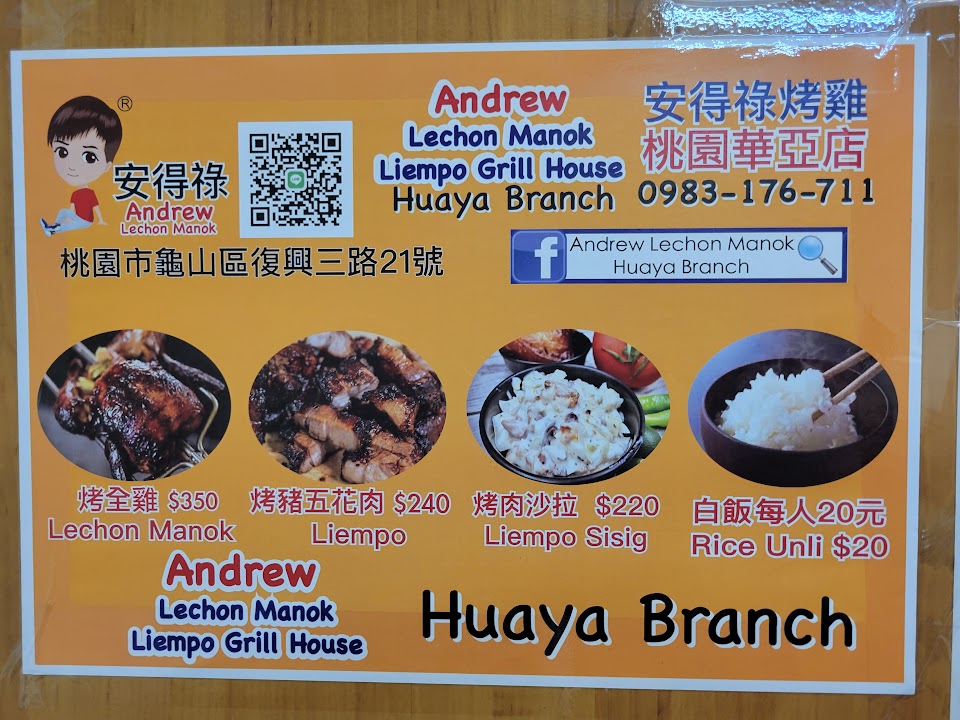 ®
安得祿
Andrew
Lechon Manok
Andrew
Lechon Manok
Liempo Grill House
Huaya Branch
安得祿烤雞
桃園華亞店
0983-176-711
桃園市龜山區復興三路21號
f
Andrew Lechon Manok
Huaya Branch
烤全雞 $350
Lechon Manok
烤豬五花肉 $240
Liempo
烤肉沙拉 $220
Liempo Sisig
白飯每人20元
Rice Unli $20
Andrew
Lechon Manok
Liempo Grill House
Huaya Branch